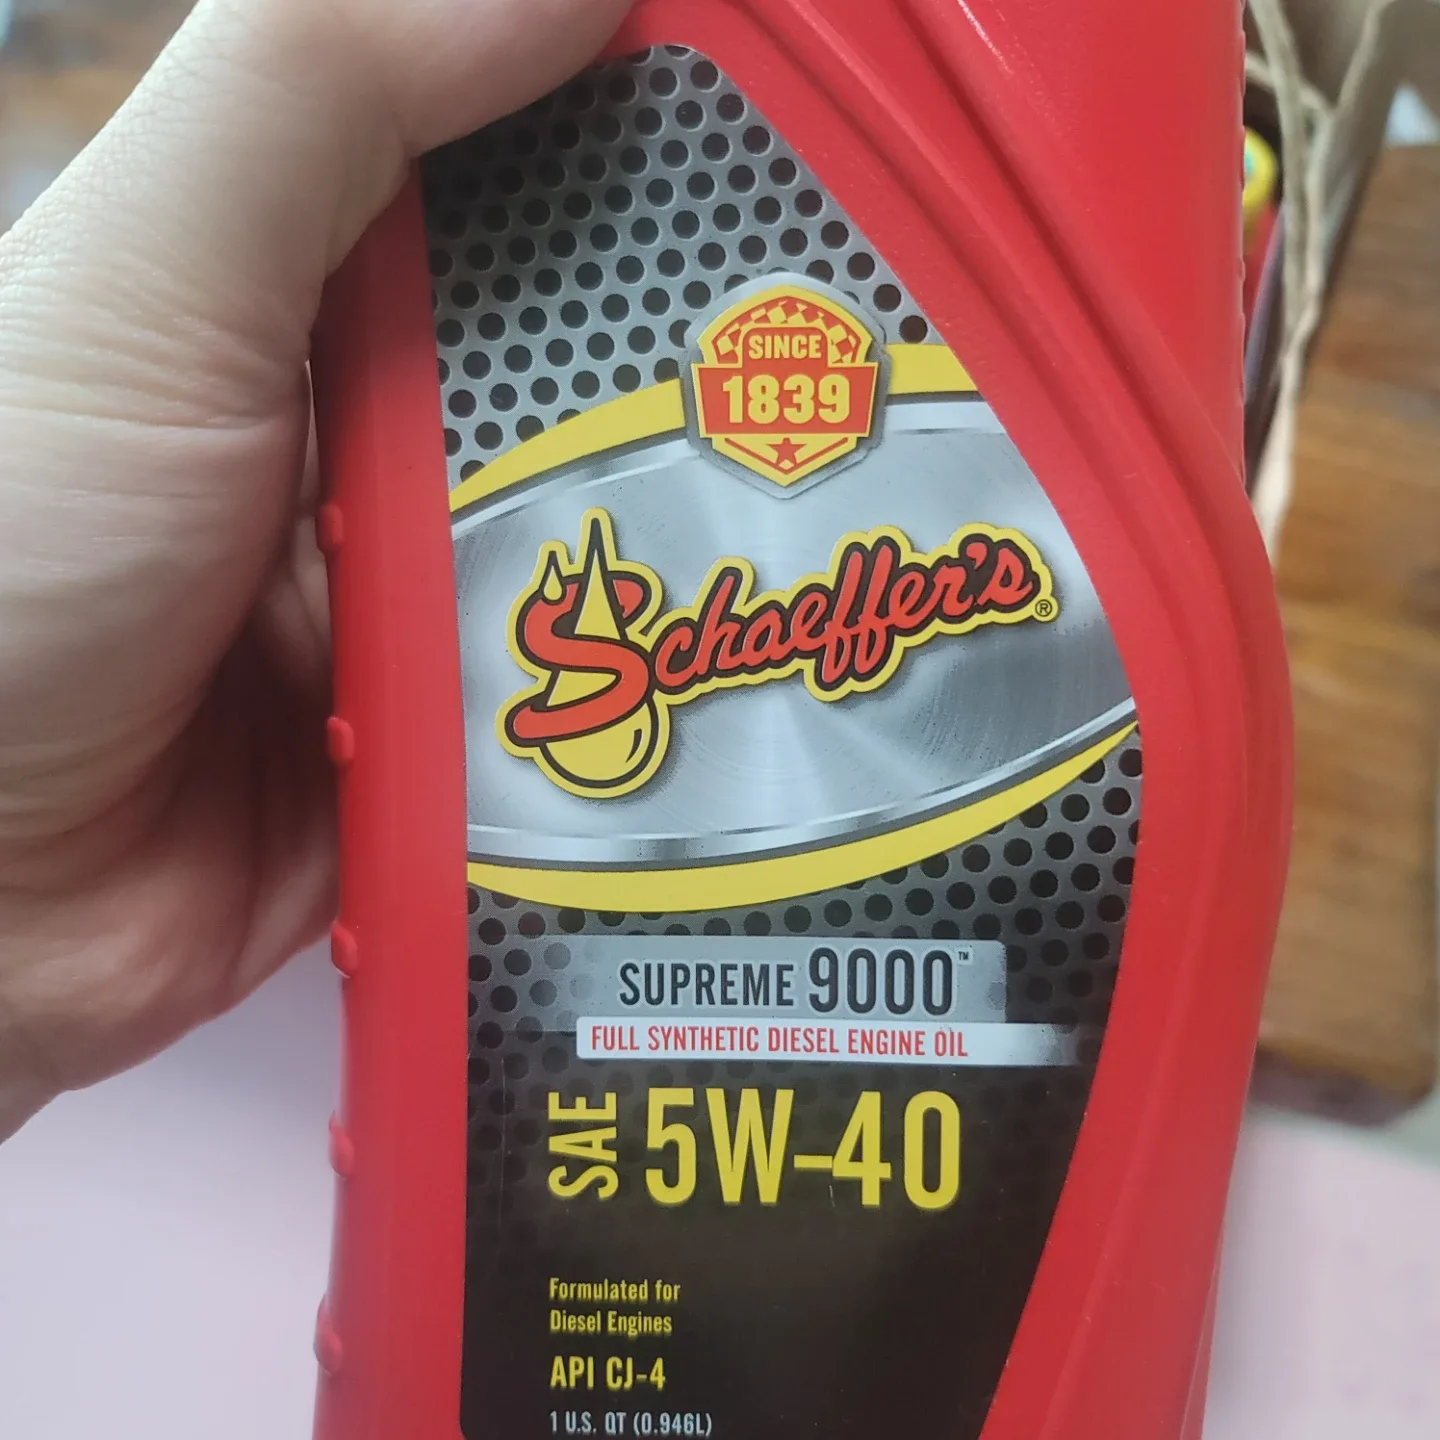 SINCE
1839
Schaeffer's®
SUPREME 9000™
FULL SYNTHETIC DIESEL ENGINE OIL
SAE 5W-40
Formulated for
Diesel Engines
API CJ-4
1 U.S. QT (0.946L)